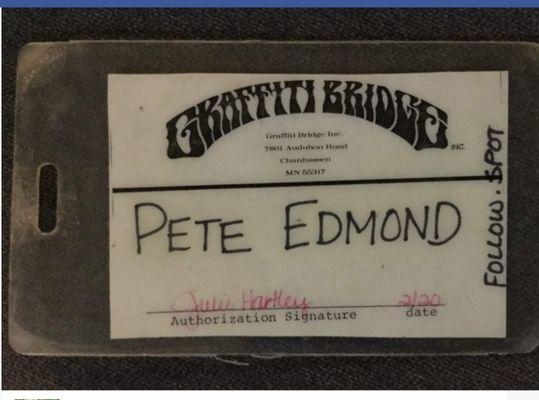 GRAFFITI BRIDGE INC.
Graffiti Bridge Inc.
7801 Audubon Road
Chanhassen
MN 55317
PETE EDMOND
FOLLOW. SPOT
Julie Hartley 2/20
Authorization Signature date